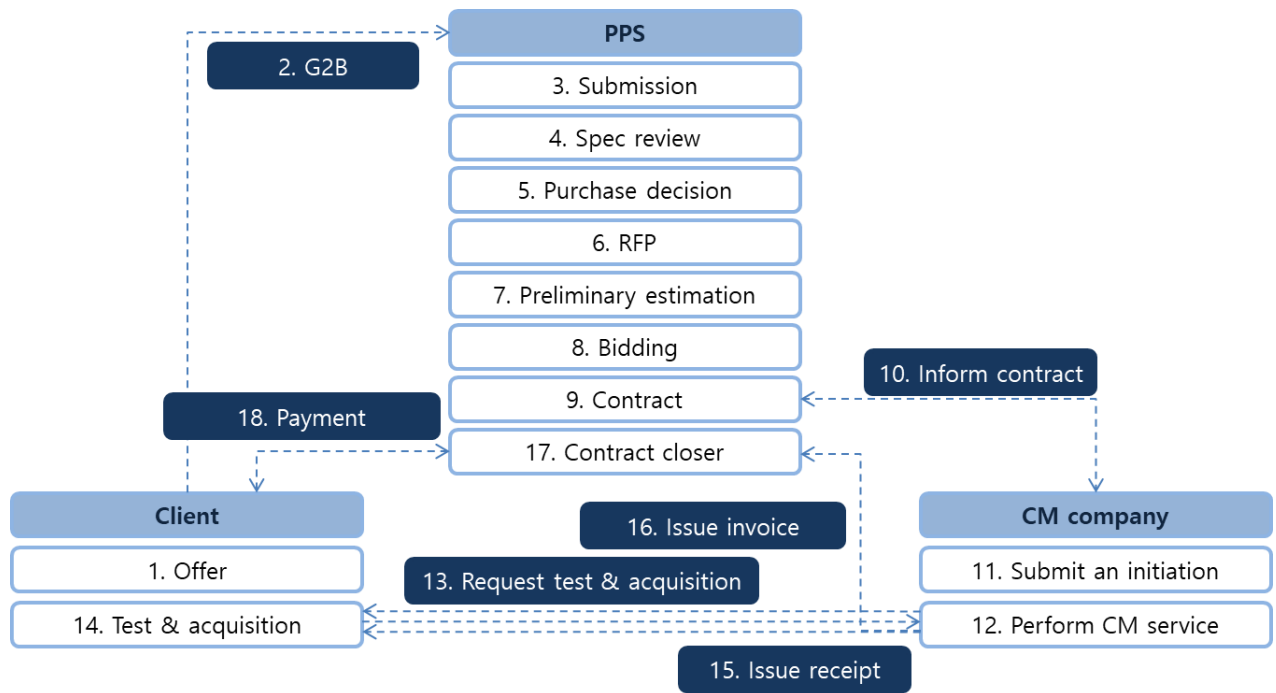 PPS
2. G2B
3. Submission
4. Spec review
5. Purchase decision
6. RFP
7. Preliminary estimation
8. Bidding
10. Inform contract
9. Contract
18. Payment
17. Contract closer
Client
CM company
16. Issue invoice
1. Offer
13. Request test & acquisition
11. Submit an initiation
14. Test & acquisition
12. Perform CM service
15. Issue receipt